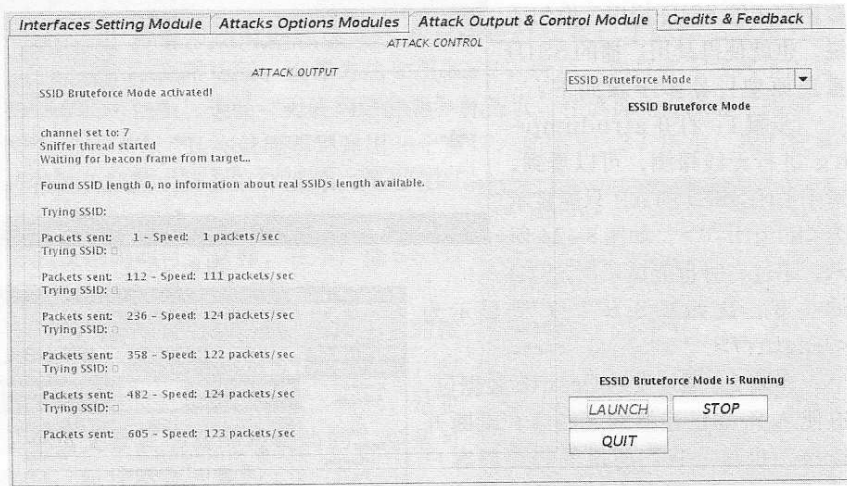 Interfaces Setting Module
Attacks Options Modules
Attack Output & Control Module
Credits & Feedback
ATTACK CONTROL
ATTACK OUTPUT
SSID Bruteforce Mode activated!
channel set to: 7
Sniffer thread started
Waiting for beacon frame from target...
Found SSID length 0, no information about real SSIDs length available.
Trying SSID:
Packets sent: 1 - Speed: 1 packets/sec
Trying SSID:
Packets sent: 112 - Speed: 111 packets/sec
Trying SSID:
Packets sent: 236 - Speed: 124 packets/sec
Trying SSID:
Packets sent: 358 - Speed: 122 packets/sec
Trying SSID:
Packets sent: 482 - Speed: 124 packets/sec
Trying SSID:
Packets sent: 605 - Speed: 123 packets/sec
ESSID Bruteforce Mode
ESSID Bruteforce Mode
ESSID Bruteforce Mode is Running
LAUNCH
STOP
QUIT